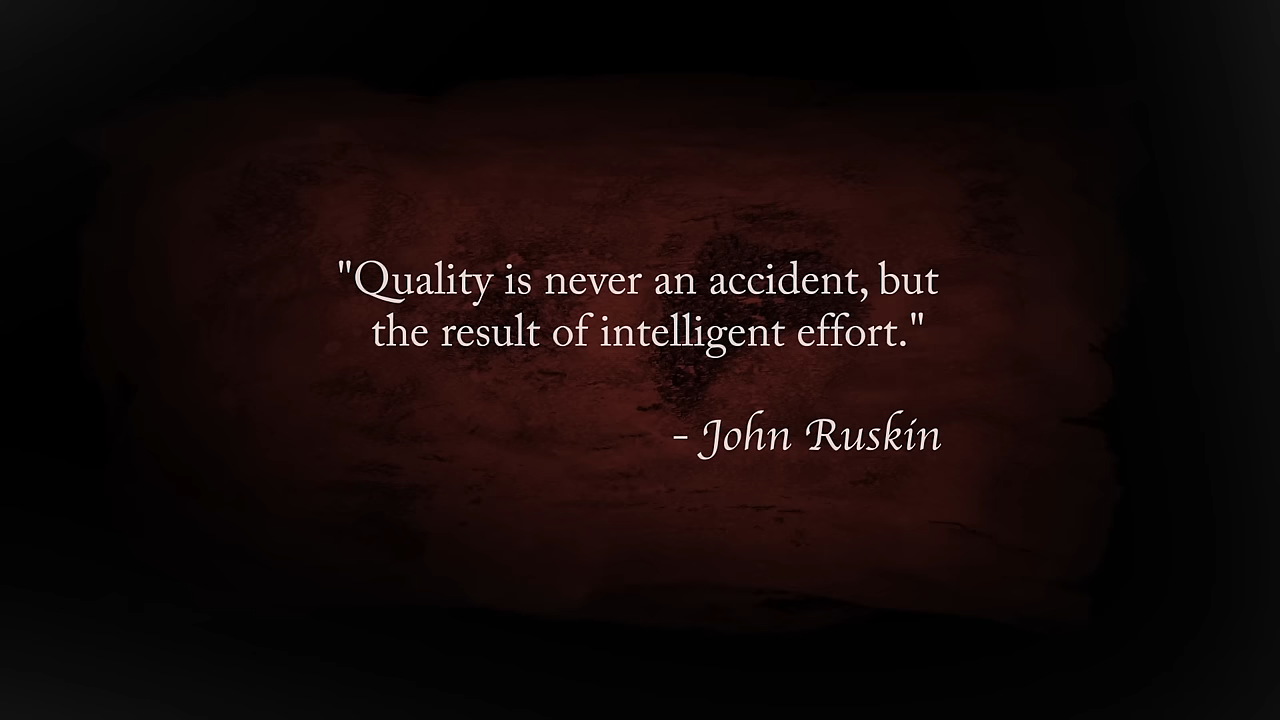 "Quality is never an accident, but
the result of intelligent effort."
- John Ruskin